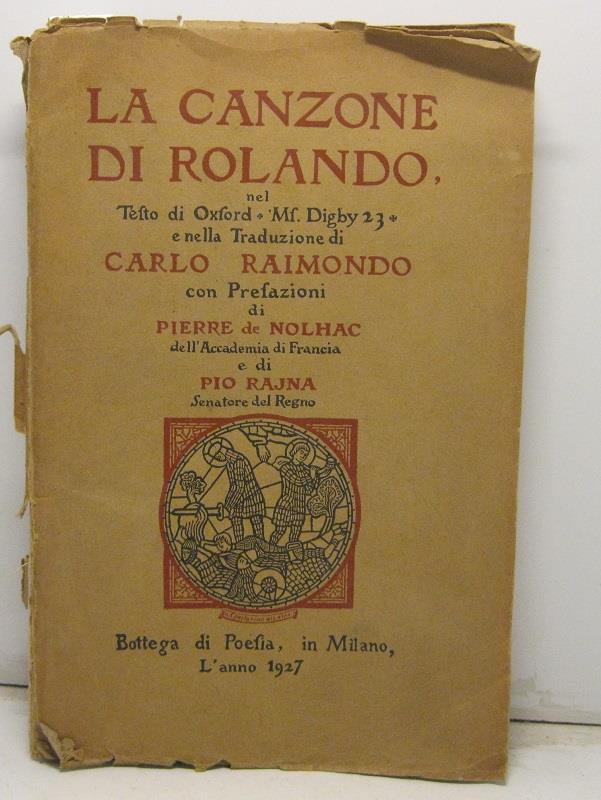 LA CANZONE
DI ROLANDO,
nel
Teſto di Oxford * Mſ. Digby 23 *
e nella Traduzione di
CARLO RAIMONDO
con Prefazioni
di
PIERRE de NOLHAC
dell'Accademia di Francia
e di
PIO RAJNA
Senatore del Regno
Bottega di Poeſia, in Milano,
L'anno 1927